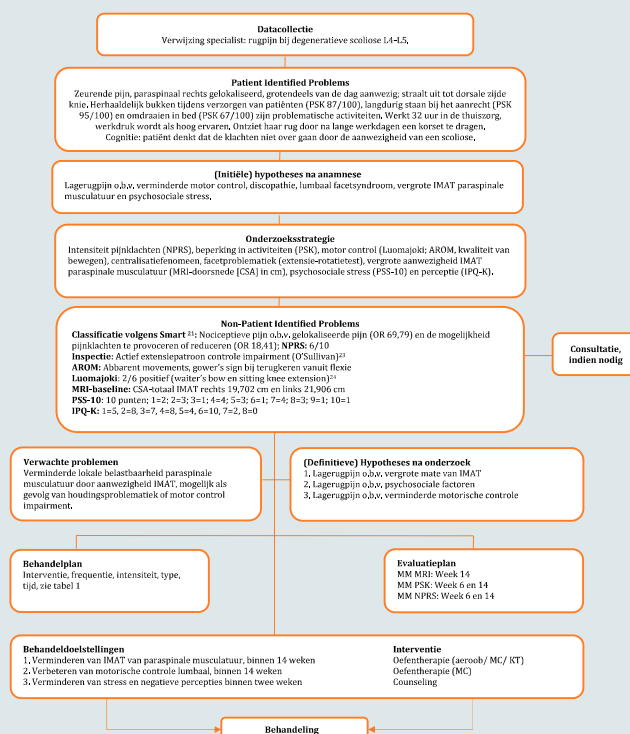 Datacollectie
Verwijzing specialist: rugpijn bij degeneratieve scoliose L4-L5.
Patient Identified Problems
Zeurende pijn, paraspinaal rechts gelokaliseerd, grotendeels van de dag aanwezig; straalt uit tot dorsale zijde
knie. Herhaaldelijk bukken tijdens verzorgen van patiënten (PSK 87/100), langdurig staan bij het aanrecht (PSK
95/100) en omdraaien in bed (PSK 67/100) zijn problematische activiteiten. Werkt 32 uur in de thuiszorg,
werkdruk wordt als hoog ervaren. Ontziet haar rug door na lange werkdagen een korset te dragen.
Cognitie: patiënt denkt dat de klachten niet over gaan door de aanwezigheid van een scoliose.
(Initiële) hypotheses na anamnese
Lagerugpijn o.b.v. verminderde motor control, discopathie, lumbaal facetsyndroom, vergrote IMAT paraspinale
musculatuur en psychosociale stress.
Onderzoeksstrategie
Intensiteit pijnklachten (NPRS), beperking in activiteiten (PSK), motor control (Luomajoki; AROM, kwaliteit van
bewegen), centralisatiefenomeen, facetproblematiek (extensie-rotatietest), vergrote aanwezigheid IMAT
paraspinale musculatuur (MRI-doorsnede [CSA] in cm), psychosociale stress (PSS-10) en perceptie (IPQ-K).
Non-Patient Identified Problems
Classificatie volgens Smart 21: Nociceptieve pijn o.b.v. gelokaliseerde pijn (OR 69,79) en de mogelijkheid
pijnklachten te provoceren of reduceren (OR 18,41); NPRS: 6/10
Inspectie: Actief extensiepatroon controle impairment (O'Sullivan)23
AROM: Abbarent movements, gower's sign bij terugkeren vanuit flexie
Luomajoki: 2/6 positief (waiter's bow en sitting knee extension)24
MRI-baseline: CSA-totaal IMAT rechts 19,702 cm en links 21,906 cm
PSS-10: 10 punten; 1=2; 2=3; 3=1; 4=4; 5=3; 6=1; 7=4; 8=3; 9=1; 10=1
IPQ-K: 1=5, 2=8, 3=7, 4=8, 5=4, 6=10, 7=2, 8=0
Consultatie,
indien nodig
Verwachte problemen
Verminderde lokale belastbaarheid paraspinale
musculatuur door aanwezigheid IMAT, mogelijk als
gevolg van houdingsproblematiek of motor control
impairment.
(Definitieve) Hypotheses na onderzoek
1. Lagerugpijn o.b.v. vergrote mate van IMAT
2. Lagerugpijn o.b.v. psychosociale factoren
3. Lagerugpijn o.b.v. verminderde motorische controle
Behandelplan
Interventie, frequentie, intensiteit, type,
tijd, zie tabel 1
Evaluatieplan
MM MRI: Week 14
MM PSK: Week 6 en 14
MM NPRS: Week 6 en 14
Behandeldoelstellingen
1. Verminderen van IMAT van paraspinale musculatuur, binnen 14 weken
2. Verbeteren van motorische controle lumbaal, binnen 14 weken
3. Verminderen van stress en negatieve percepties binnen twee weken
Interventie
Oefentherapie (aeroob/ MC/ KT)
Oefentherapie (MC)
Counseling
Behandeling